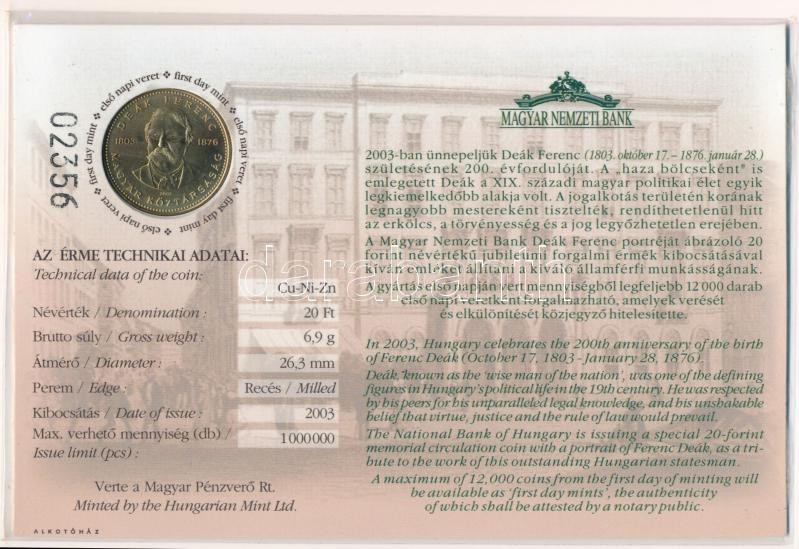 02356
első napi veret ❖ first day mint ❖ első napi veret ❖ first day mint ❖ első napi veret ❖ first day mint ❖
DEÁK FERENC
1803 1876
MAGYAR KÖZTÁRSASÁG
AZ ÉRME TECHNIKAI ADATAI:
Technical data of the coin:
Cu-Ni-Zn
Névérték / Denomination : 20 Ft
Brutto súly / Gross weight : 6,9 g
Átmérő / Diameter : 26,3 mm
Perem / Edge : Recés / Milled
Kibocsátás / Date of issue : 2003
Max. verhető mennyiség (db) /
Issue limit (pcs) : 1000000
Verte a Magyar Pénzverő Rt.
Minted by the Hungarian Mint Ltd.
ALKOTÓHÁZ
MAGYAR NEMZETI BANK
2003-ban ünnepeljük Deák Ferenc (1803. október 17. – 1876. január 28.)
születésének 200. évfordulóját. A „haza bölcseként" is
emlegetett Deák a XIX. századi magyar politikai élet egyik
legkiemelkedőbb alakja volt. A jogalkotás területén korának
legnagyobb mestereként tisztelték, rendíthetetlenül hitt
az erkölcs, a törvényesség és a jog legyőzhetetlen erejében.
A Magyar Nemzeti Bank Deák Ferenc portréját ábrázoló 20
forint névértékű jubileumi forgalmi érmék kibocsátásával
kíván emléket állítani a kiváló államférfi munkásságának.
A gyártás első napján vert mennyiségből legfeljebb 12 000 darab
első napi veretként forgalmazható, amelyek verését
és elkülönítését közjegyző hitelesítette.
In 2003, Hungary celebrates the 200th anniversary of the birth
of Ferenc Deák (October 17, 1803 – January 28, 1876).
Deák, known as the 'wise man of the nation', was one of the defining
figures in Hungary's political life in the 19th century. He was respected
by his peers for his unparalleled legal knowledge, and his unshakable
belief that virtue, justice and the rule of law would prevail.
The National Bank of Hungary is issuing a special 20-forint
memorial circulation coin with a portrait of Ferenc Deák, as a tri-
bute to the work of this outstanding Hungarian statesman.
A maximum of 12,000 coins from the first day of minting will
be available as 'first day mints', the authenticity
of which shall be attested by a notary public.
darabanth.com